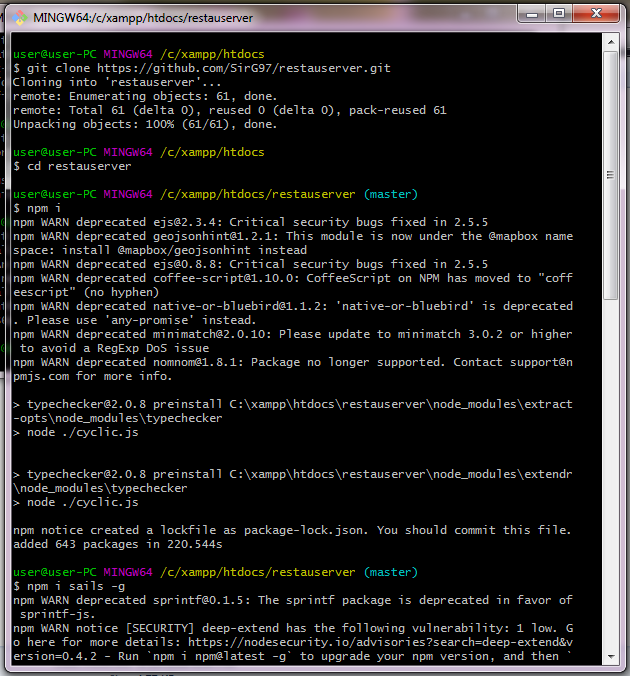 MINGW64:/c/xampp/htdocs/restauserver
user@user-PC MINGW64 /c/xampp/htdocs
$ git clone https://github.com/SirG97/restauserver.git
Cloning into 'restauserver'...
remote: Enumerating objects: 61, done.
remote: Total 61 (delta 0), reused 0 (delta 0), pack-reused 61
Unpacking objects: 100% (61/61), done.
user@user-PC MINGW64 /c/xampp/htdocs
$ cd restauserver
user@user-PC MINGW64 /c/xampp/htdocs/restauserver (master)
$ npm i
npm WARN deprecated ejs@2.3.4: Critical security bugs fixed in 2.5.5
npm WARN deprecated geojsonhint@1.2.1: This module is now under the @mapbox name
space: install @mapbox/geojsonhint instead
npm WARN deprecated ejs@0.8.8: Critical security bugs fixed in 2.5.5
npm WARN deprecated coffee-script@1.10.0: CoffeeScript on NPM has moved to "coff
eescript" (no hyphen)
npm WARN deprecated native-or-bluebird@1.1.2: 'native-or-bluebird' is deprecated
. Please use 'any-promise' instead.
npm WARN deprecated minimatch@2.0.10: Please update to minimatch 3.0.2 or higher
 to avoid a RegExp DoS issue
npm WARN deprecated nomnom@1.8.1: Package no longer supported. Contact support@n
pmjs.com for more info.
> typechecker@2.0.8 preinstall C:\xampp\htdocs\restauserver\node_modules\extract
-opts\node_modules\typechecker
> node ./cyclic.js
> typechecker@2.0.8 preinstall C:\xampp\htdocs\restauserver\node_modules\extendr
\node_modules\typechecker
> node ./cyclic.js
npm notice created a lockfile as package-lock.json. You should commit this file.
added 643 packages in 220.544s
user@user-PC MINGW64 /c/xampp/htdocs/restauserver (master)
$ npm i sails -g
npm WARN deprecated sprintf@0.1.5: The sprintf package is deprecated in favor of
 sprintf-js.
npm WARN notice [SECURITY] deep-extend has the following vulnerability: 1 low. G
o here for more details: https://nodesecurity.io/advisories?search=deep-extend&v
ersion=0.4.2 - Run `npm i npm@latest -g` to upgrade your npm version, and then `